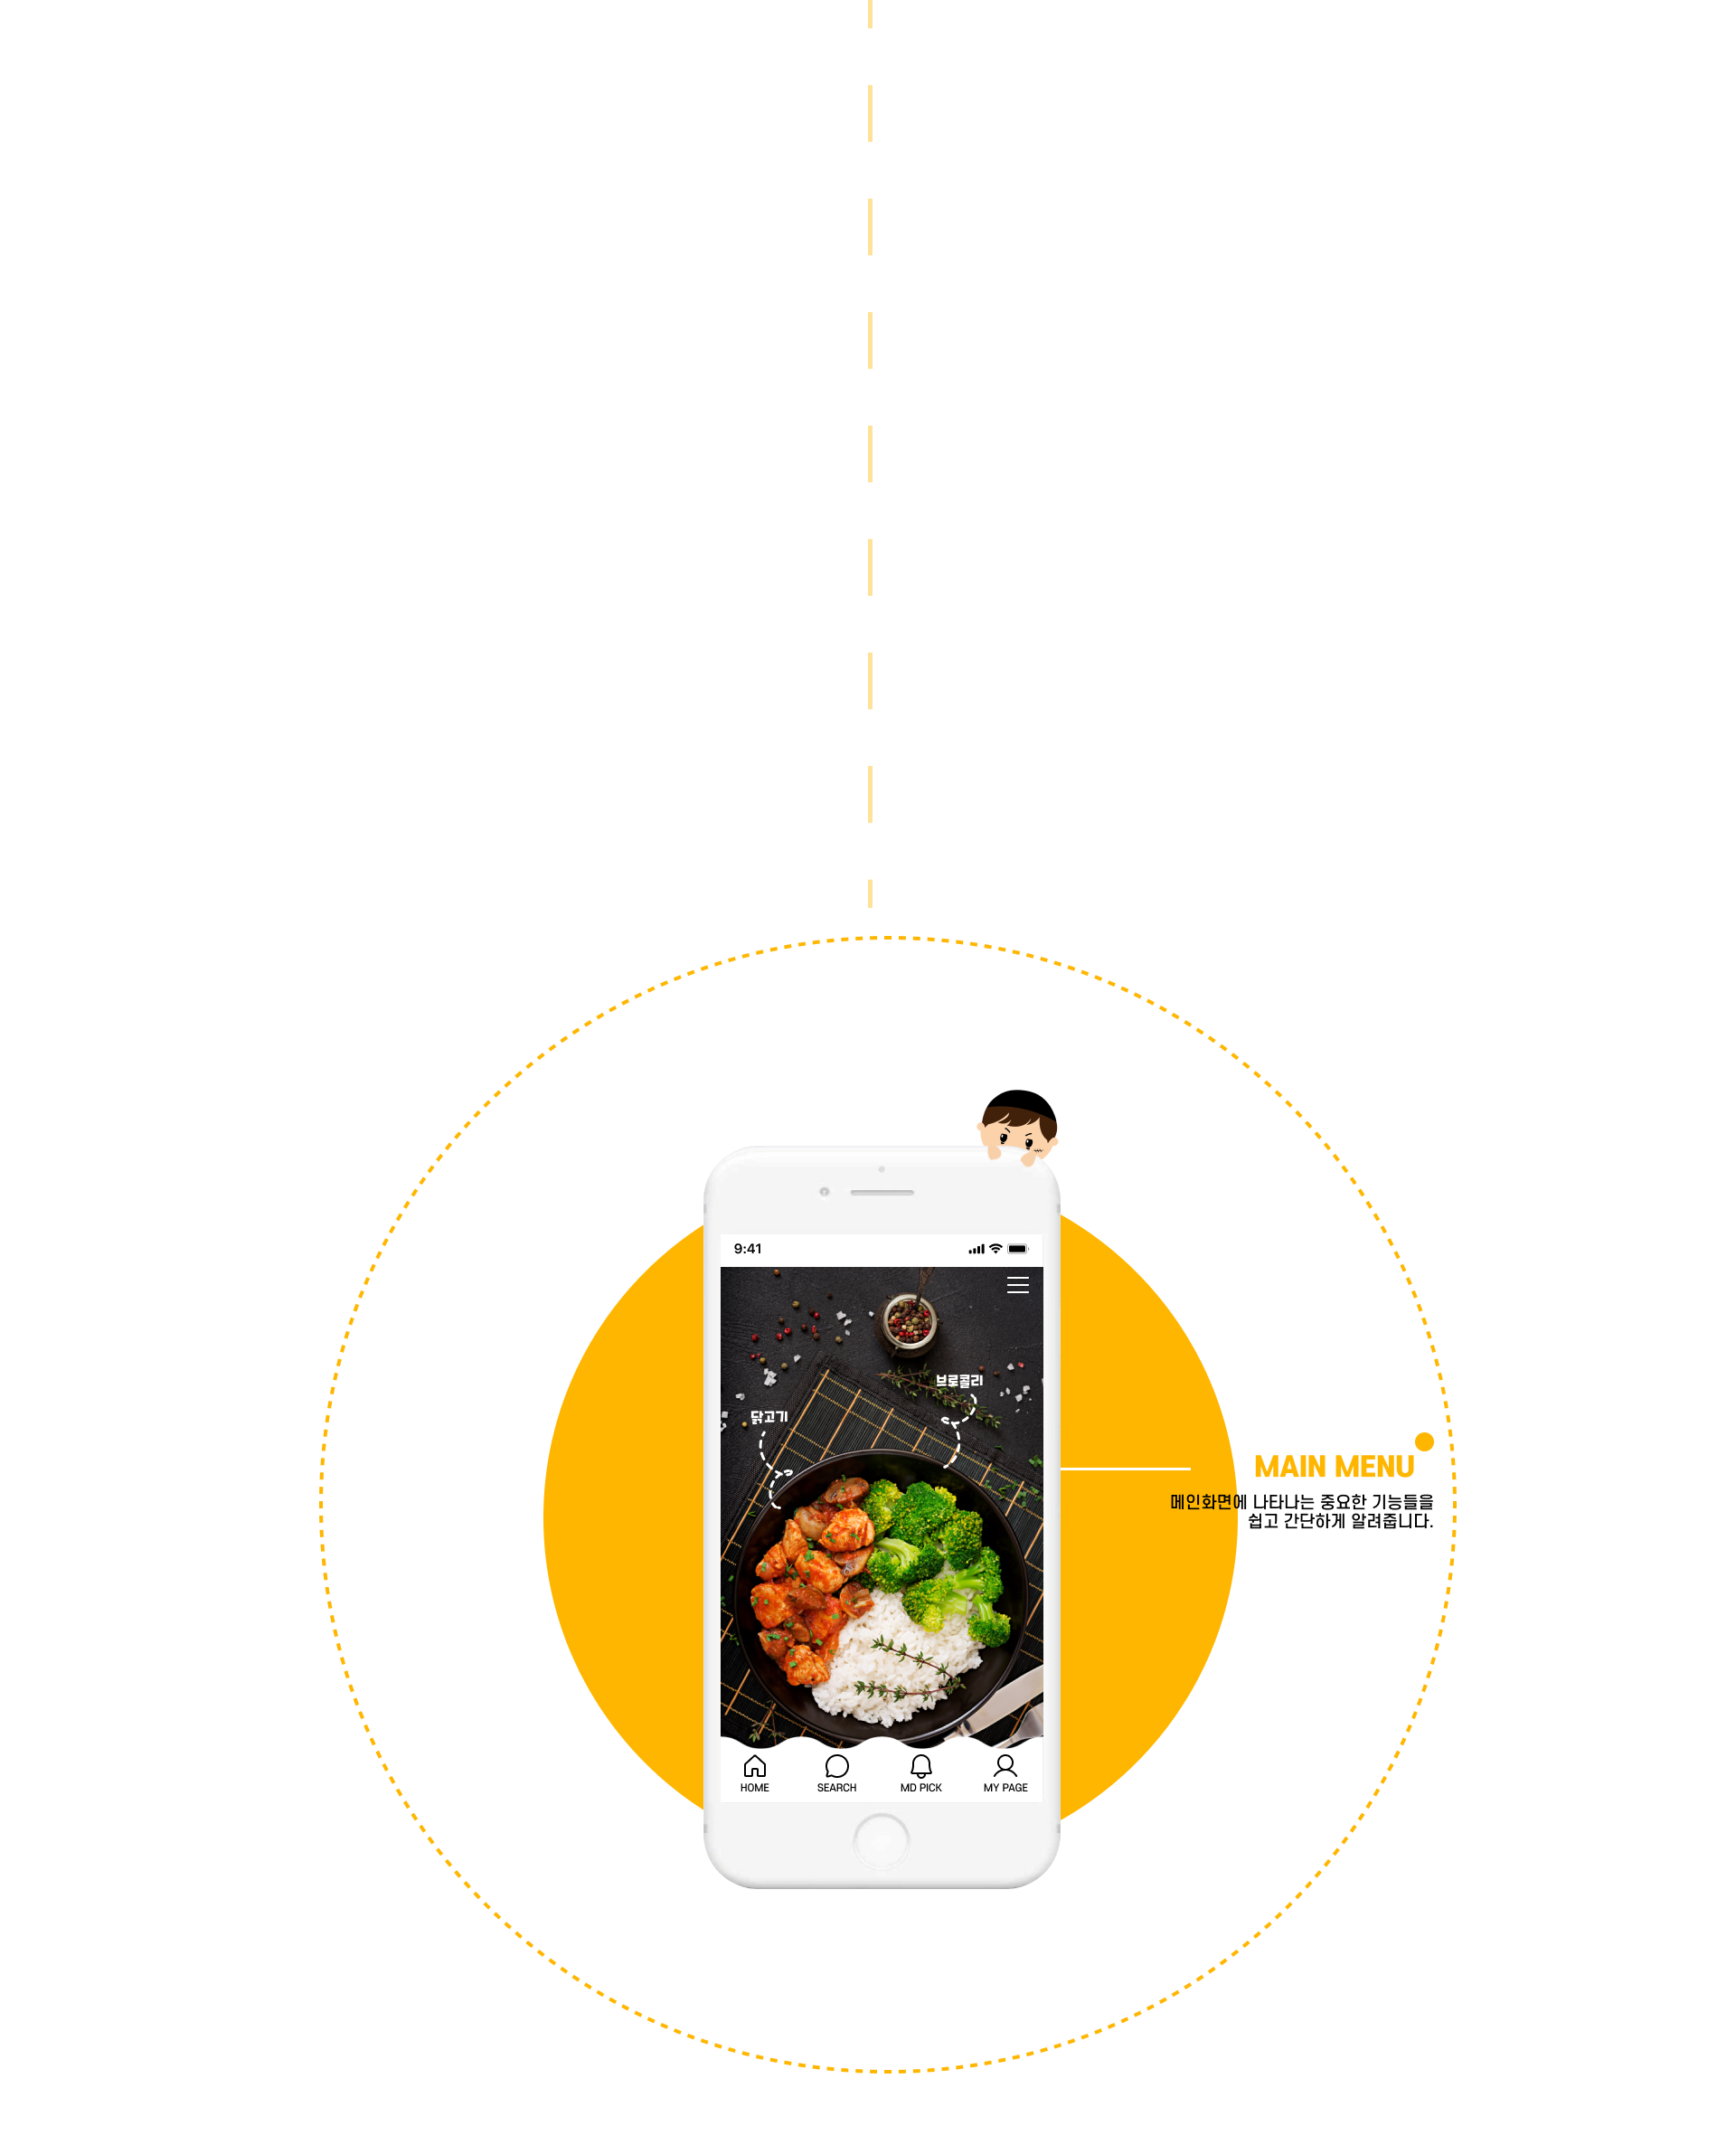 9:41
브로콜리
닭고기
MAIN MENU
메인화면에 나타나는 중요한 기능들을
쉽고 간단하게 알려줍니다.
HOME
SEARCH
MD PICK
MY PAGE